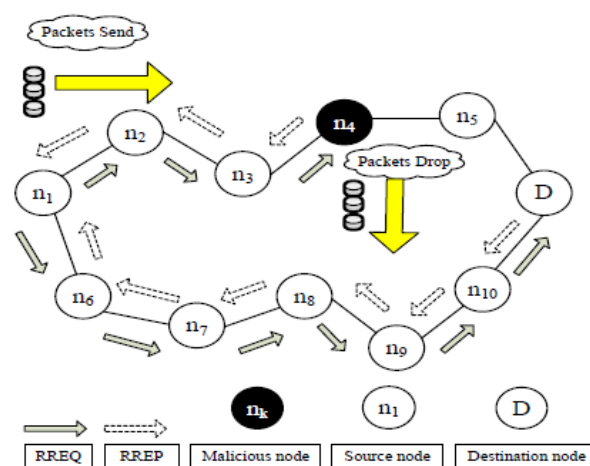 Packets Send
n2
n4
n5
n3
Packets Drop
n1
D
n6
n8
n10
n7
n9
nk
n1
D
RREQ
RREP
Malicious node
Source node
Destination node